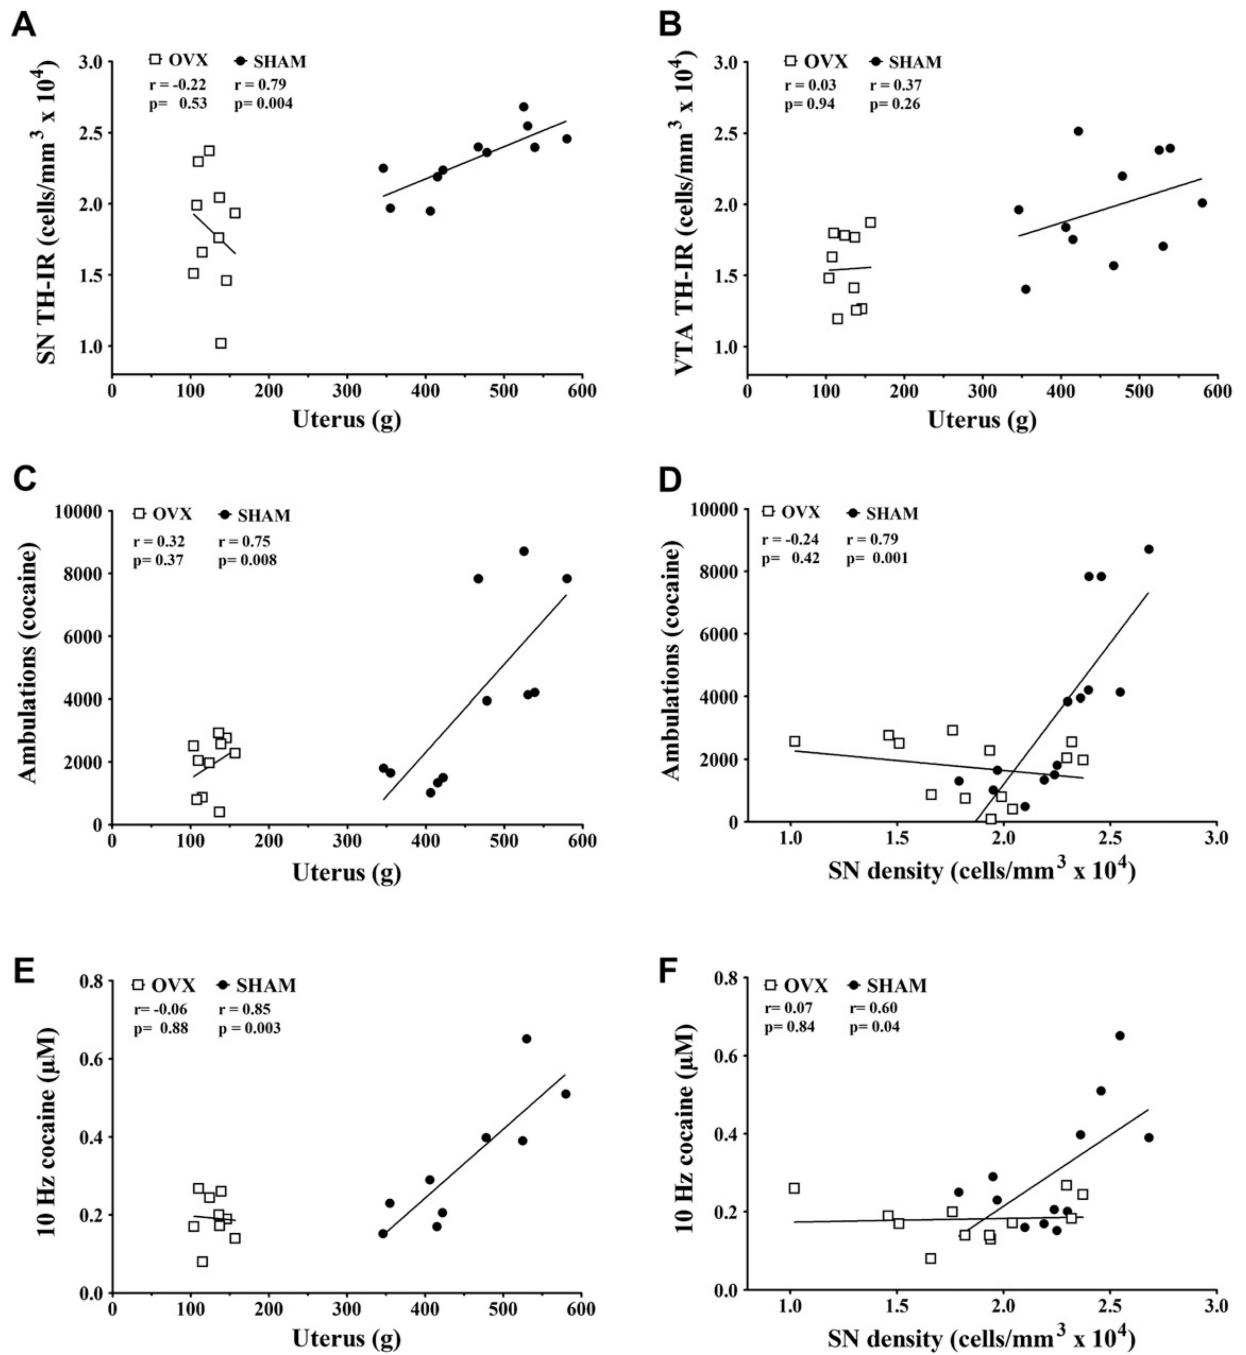 A
OVX SHAM
r = -0.22 r = 0.79
p= 0.53 p= 0.004
SN TH-IR (cells/mm³ x 10⁴)
3.0
2.5
2.0
1.5
1.0
0 100 200 300 400 500 600
Uterus (g)
B
OVX SHAM
r = 0.03 r = 0.37
p= 0.94 p= 0.26
VTA TH-IR (cells/mm³ x 10⁴)
3.0
2.5
2.0
1.5
1.0
0 100 200 300 400 500 600
Uterus (g)
C
OVX SHAM
r = 0.32 r = 0.75
p= 0.37 p= 0.008
Ambulations (cocaine)
10000
8000
6000
4000
2000
0
0 100 200 300 400 500 600
Uterus (g)
D
OVX SHAM
r = -0.24 r = 0.79
p= 0.42 p= 0.001
Ambulations (cocaine)
10000
8000
6000
4000
2000
0
1.0 1.5 2.0 2.5 3.0
SN density (cells/mm³ x 10⁴)
E
OVX SHAM
r= -0.06 r = 0.85
p= 0.88 p = 0.003
10 Hz cocaine (µM)
0.8
0.6
0.4
0.2
0.0
0 100 200 300 400 500 600
Uterus (g)
F
OVX SHAM
r= 0.07 r= 0.60
p= 0.84 p= 0.04
10 Hz cocaine (µM)
0.8
0.6
0.4
0.2
0.0
1.0 1.5 2.0 2.5 3.0
SN density (cells/mm³ x 10⁴)